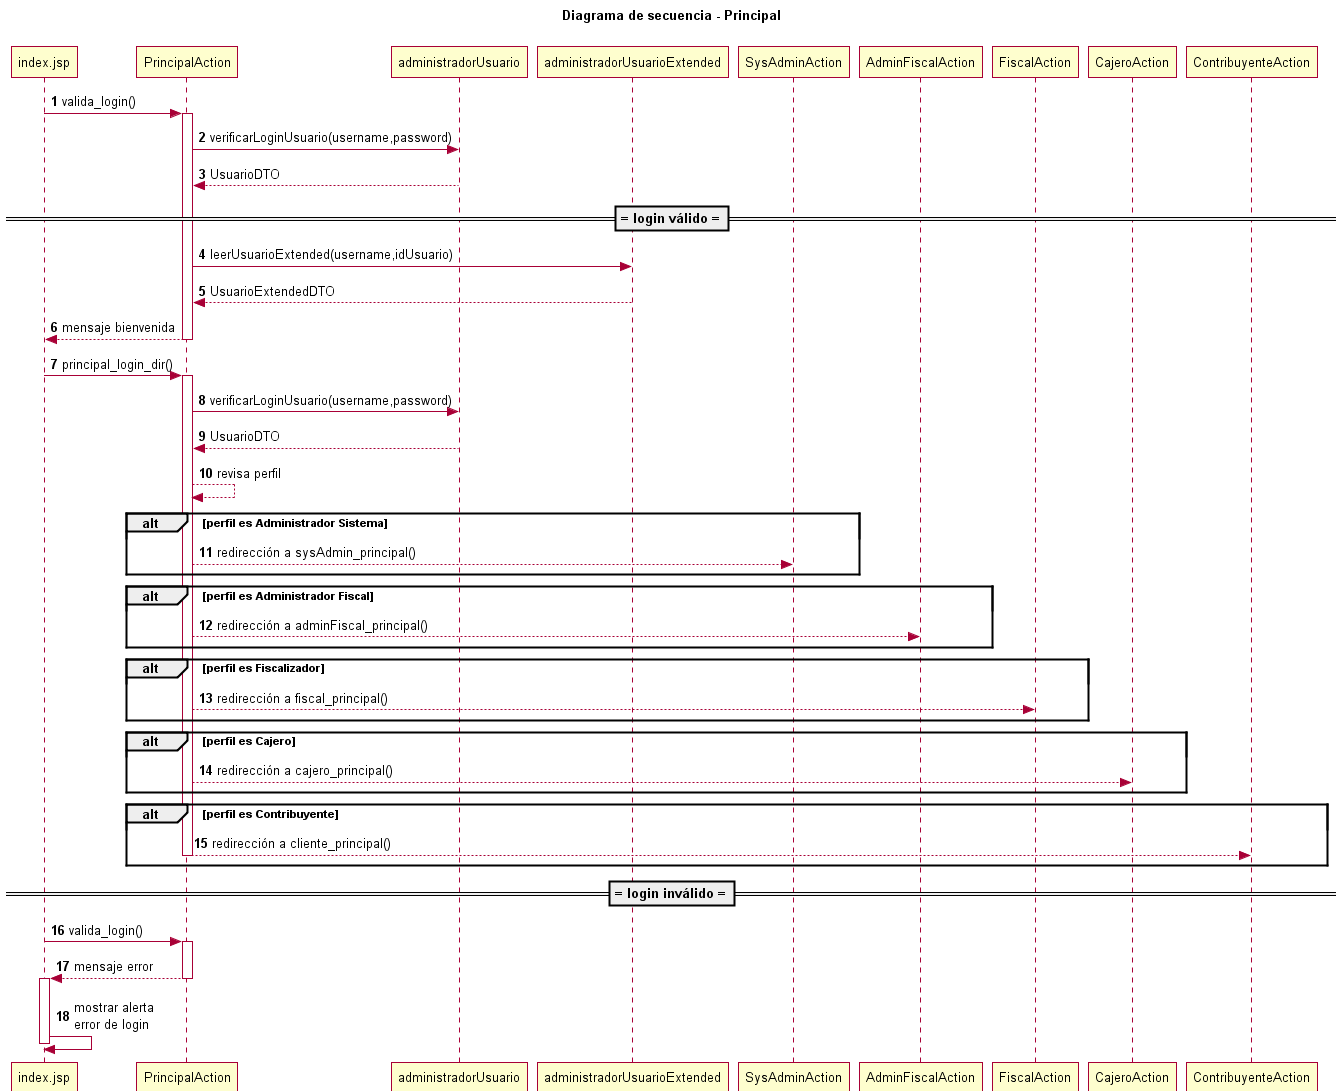 Diagrama de secuencia - Principal
index.jsp
PrincipalAction
administradorUsuario
administradorUsuarioExtended
SysAdminAction
AdminFiscalAction
FiscalAction
CajeroAction
ContribuyenteAction
1 valida_login()
2 verificarLoginUsuario(username,password)
3 UsuarioDTO
= login válido =
4 leerUsuarioExtended(username,idUsuario)
5 UsuarioExtendedDTO
6 mensaje bienvenida
7 principal_login_dir()
8 verificarLoginUsuario(username,password)
9 UsuarioDTO
10 revisa perfil
alt [perfil es Administrador Sistema]
11 redirección a sysAdmin_principal()
alt [perfil es Administrador Fiscal]
12 redirección a adminFiscal_principal()
alt [perfil es Fiscalizador]
13 redirección a fiscal_principal()
alt [perfil es Cajero]
14 redirección a cajero_principal()
alt [perfil es Contribuyente]
15 redirección a cliente_principal()
= login inválido =
16 valida_login()
17 mensaje error
18 mostrar alerta
error de login
index.jsp
PrincipalAction
administradorUsuario
administradorUsuarioExtended
SysAdminAction
AdminFiscalAction
FiscalAction
CajeroAction
ContribuyenteAction